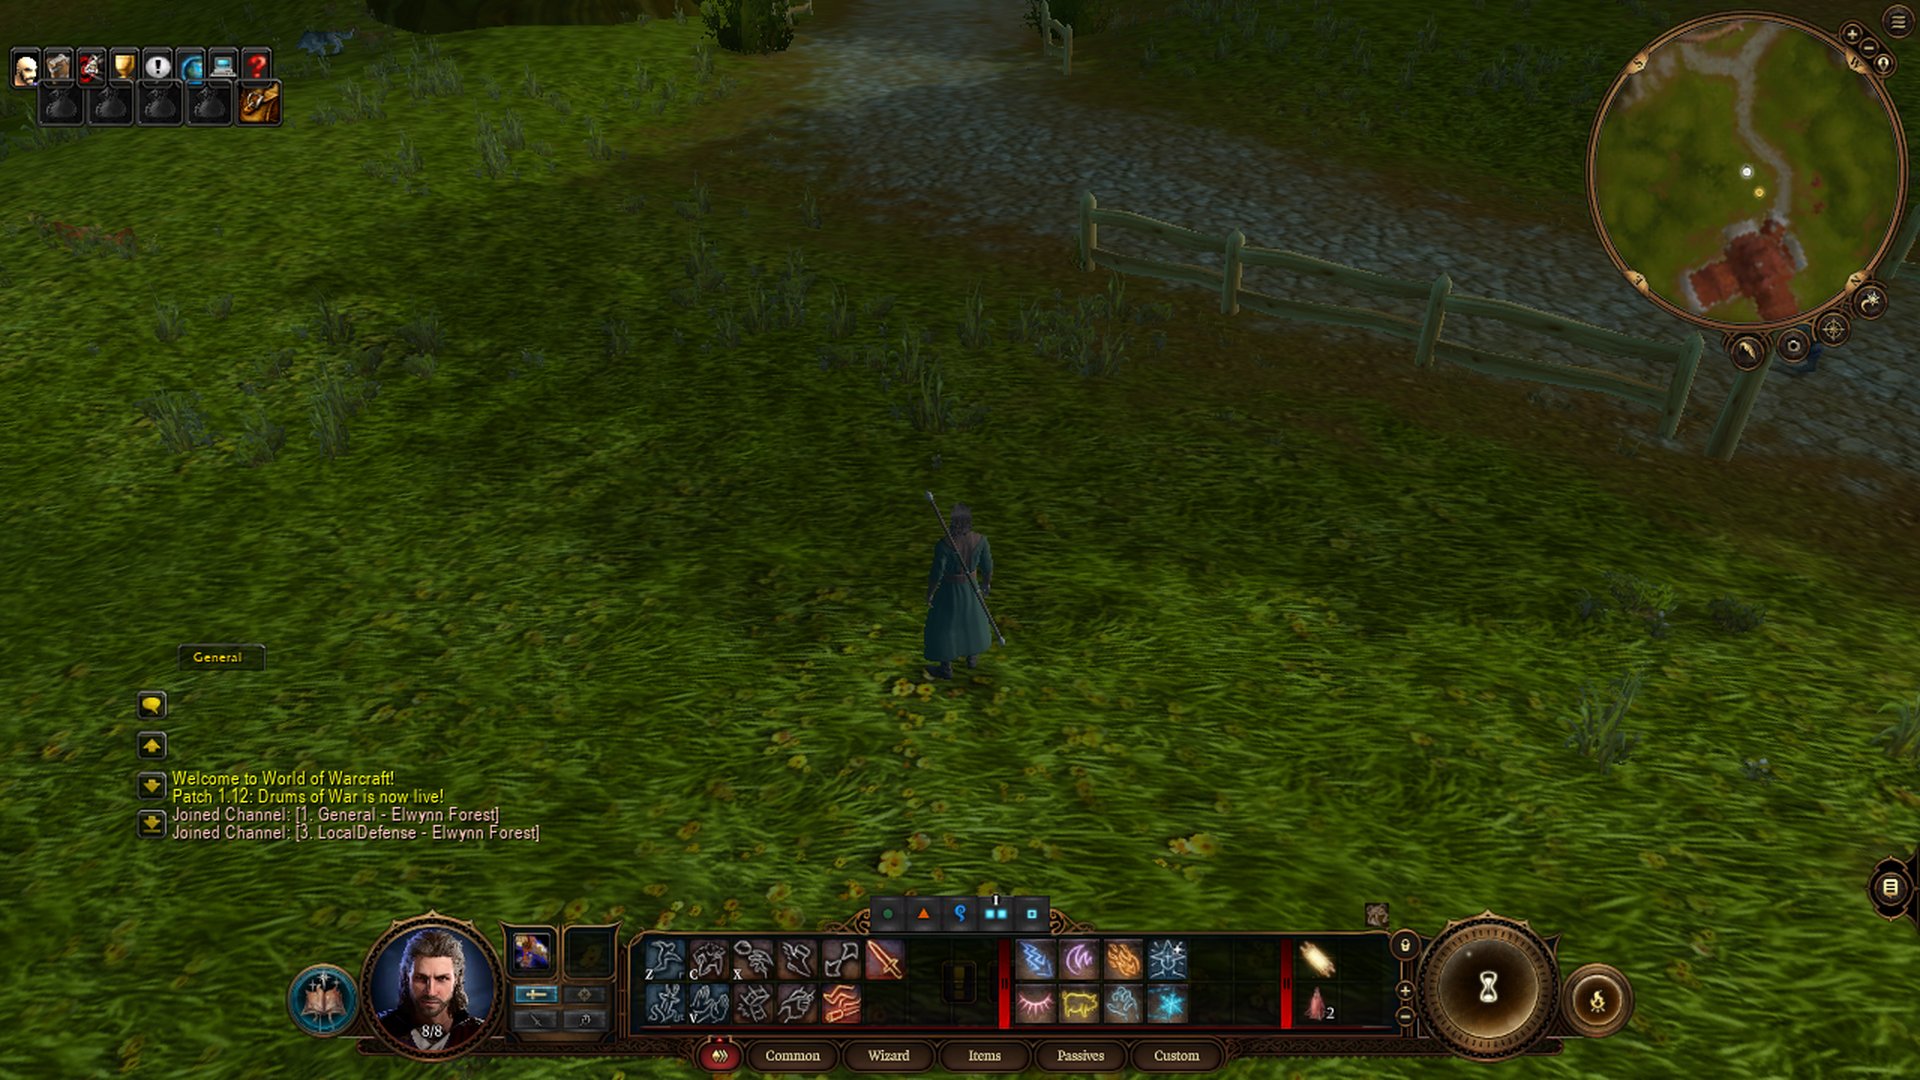 General
Welcome to World of Warcraft!
Patch 1.12: Drums of War is now live!
Joined Channel: [1. General - Elwynn Forest]
Joined Channel: [3. LocalDefense - Elwynn Forest]
8/8
Z
C
X
V
I
2
Common
Wizard
Items
Passives
Custom